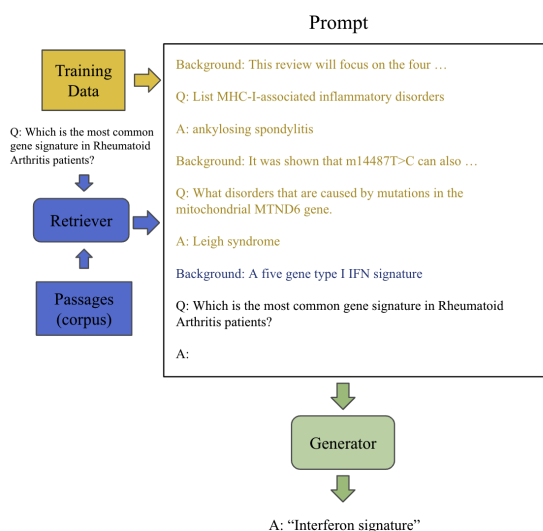 Prompt
Training
Data
Q: Which is the most common
gene signature in Rheumatoid
Arthritis patients?
Retriever
Passages
(corpus)
Background: This review will focus on the four …
Q: List MHC-I-associated inflammatory disorders
A: ankylosing spondylitis
Background: It was shown that m14487T>C can also …
Q: What disorders that are caused by mutations in the
mitochondrial MTND6 gene.
A: Leigh syndrome
Background: A five gene type I IFN signature
Q: Which is the most common gene signature in Rheumatoid
Arthritis patients?
A:
Generator
A: “Interferon signature”